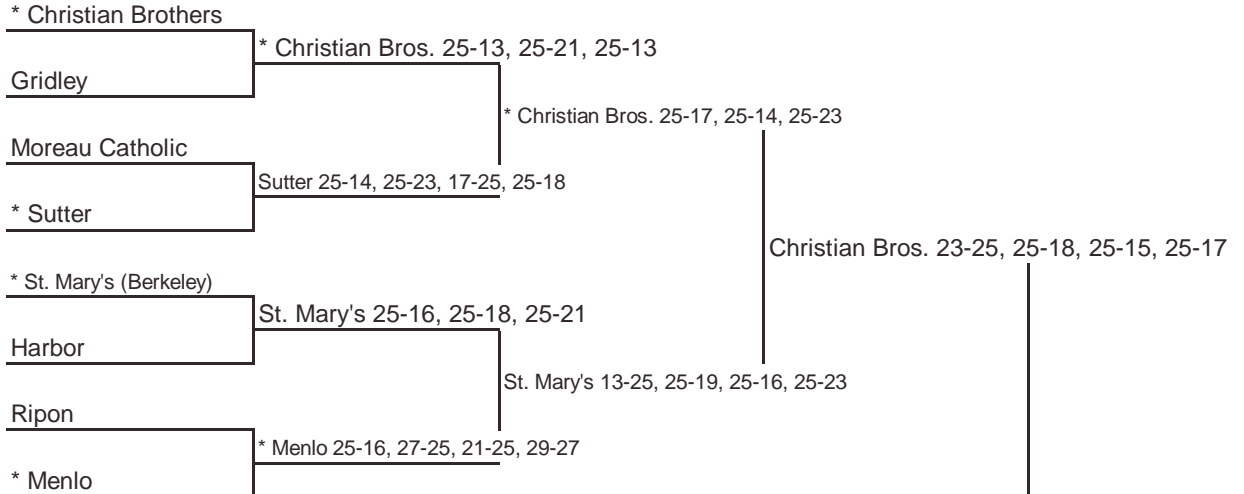 * Christian Brothers
* Christian Bros. 25-13, 25-21, 25-13
Gridley
* Christian Bros. 25-17, 25-14, 25-23
Moreau Catholic
Sutter 25-14, 25-23, 17-25, 25-18
* Sutter
Christian Bros. 23-25, 25-18, 25-15, 25-17
* St. Mary's (Berkeley)
St. Mary's 25-16, 25-18, 25-21
Harbor
St. Mary's 13-25, 25-19, 25-16, 25-23
Ripon
* Menlo 25-16, 27-25, 21-25, 29-27
* Menlo